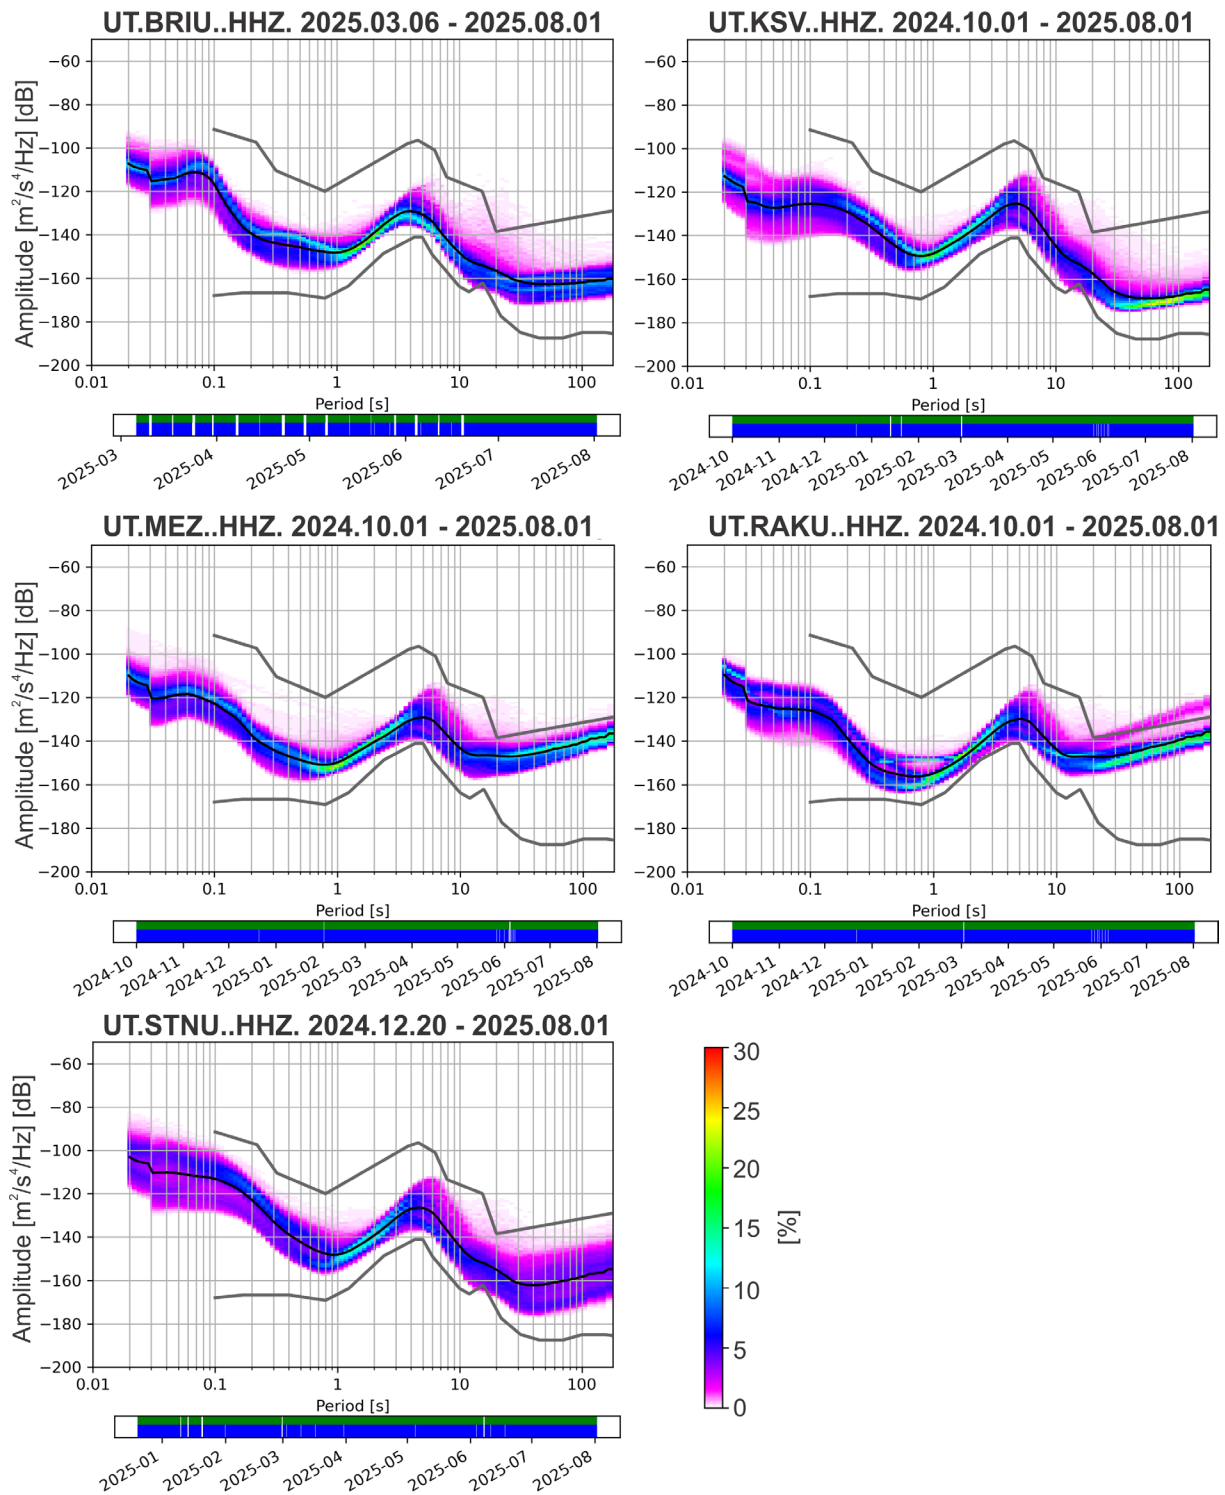 UT.BRIU..HHZ. 2025.03.06 - 2025.08.01
Amplitude [m²/s⁴/Hz] [dB]
−60
−80
−100
−120
−140
−160
−180
−200
0.01 0.1 1 10 100
Period [s]
2025-03 2025-04 2025-05 2025-06 2025-07 2025-08
UT.KSV..HHZ. 2024.10.01 - 2025.08.01
−60
−80
−100
−120
−140
−160
−180
−200
0.01 0.1 1 10 100
Period [s]
2024-10 2024-11 2024-12 2025-01 2025-02 2025-03 2025-04 2025-05 2025-06 2025-07 2025-08
UT.MEZ..HHZ. 2024.10.01 - 2025.08.01
Amplitude [m²/s⁴/Hz] [dB]
−60
−80
−100
−120
−140
−160
−180
−200
0.01 0.1 1 10 100
Period [s]
2024-10 2024-11 2024-12 2025-01 2025-02 2025-03 2025-04 2025-05 2025-06 2025-07 2025-08
UT.RAKU..HHZ. 2024.10.01 - 2025.08.01
−60
−80
−100
−120
−140
−160
−180
−200
0.01 0.1 1 10 100
Period [s]
2024-10 2024-11 2024-12 2025-01 2025-02 2025-03 2025-04 2025-05 2025-06 2025-07 2025-08
UT.STNU..HHZ. 2024.12.20 - 2025.08.01
Amplitude [m²/s⁴/Hz] [dB]
−60
−80
−100
−120
−140
−160
−180
−200
0.01 0.1 1 10 100
Period [s]
2025-01 2025-02 2025-03 2025-04 2025-05 2025-06 2025-07 2025-08
30
25
20
15
10
5
0
[%]